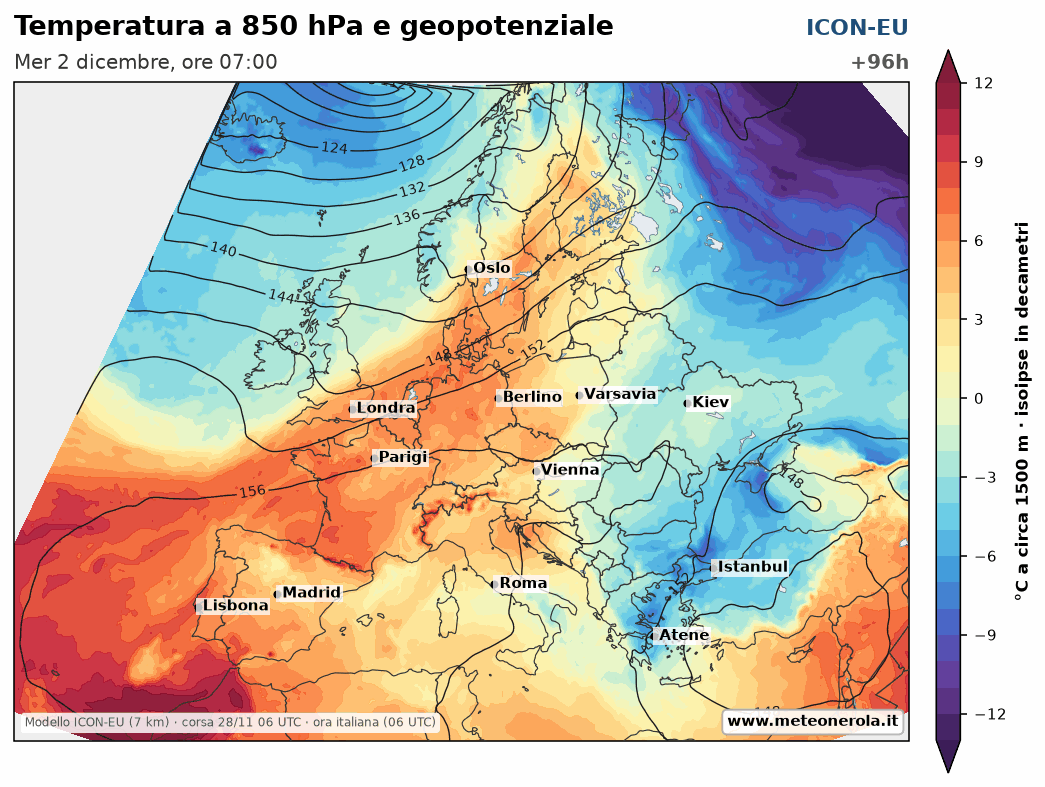 Temperatura a 850 hPa e geopotenziale
ICON-EU
Mer 2 dicembre, ore 07:00
+96h
124
128
132
136
140
144
148
152
156
148
Oslo
Londra
Berlino
Varsavia
Kiev
Parigi
Vienna
Istanbul
Roma
Madrid
Lisbona
Atene
Modello ICON-EU (7 km) · corsa 28/11 06 UTC · ora italiana (06 UTC)
www.meteonerola.it
12
9
6
3
0
−3
−6
−9
−12
°C a circa 1500 m · isoipse in decametri